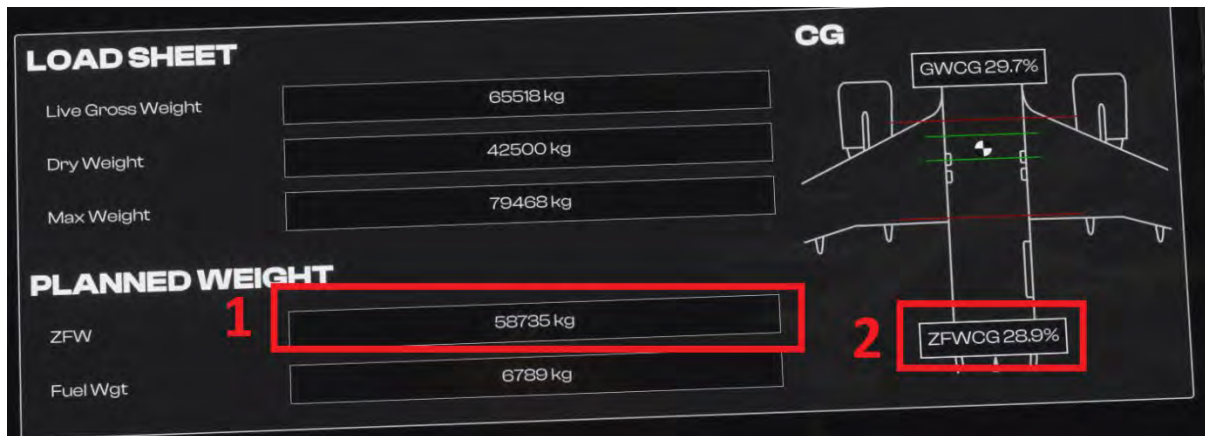 LOAD SHEET
Live Gross Weight 65518 kg
Dry Weight 42500 kg
Max Weight 79468 kg
PLANNED WEIGHT
1
ZFW 58735 kg
Fuel Wgt 6789 kg
CG
GWCG 29.7%
2
ZFWCG 28.9%